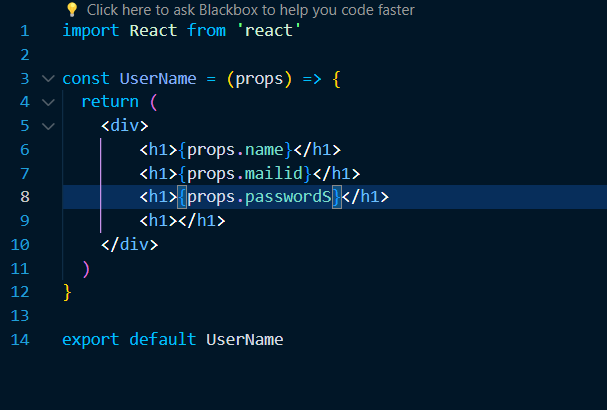 💡 Click here to ask Blackbox to help you code faster
1 import React from 'react'
2
3 const UserName = (props) => {
4 return (
5 <div>
6 <h1>{props.name}</h1>
7 <h1>{props.mailid}</h1>
8 <h1>{props.passwordS}</h1>
9 <h1></h1>
10 </div>
11 )
12 }
13
14 export default UserName